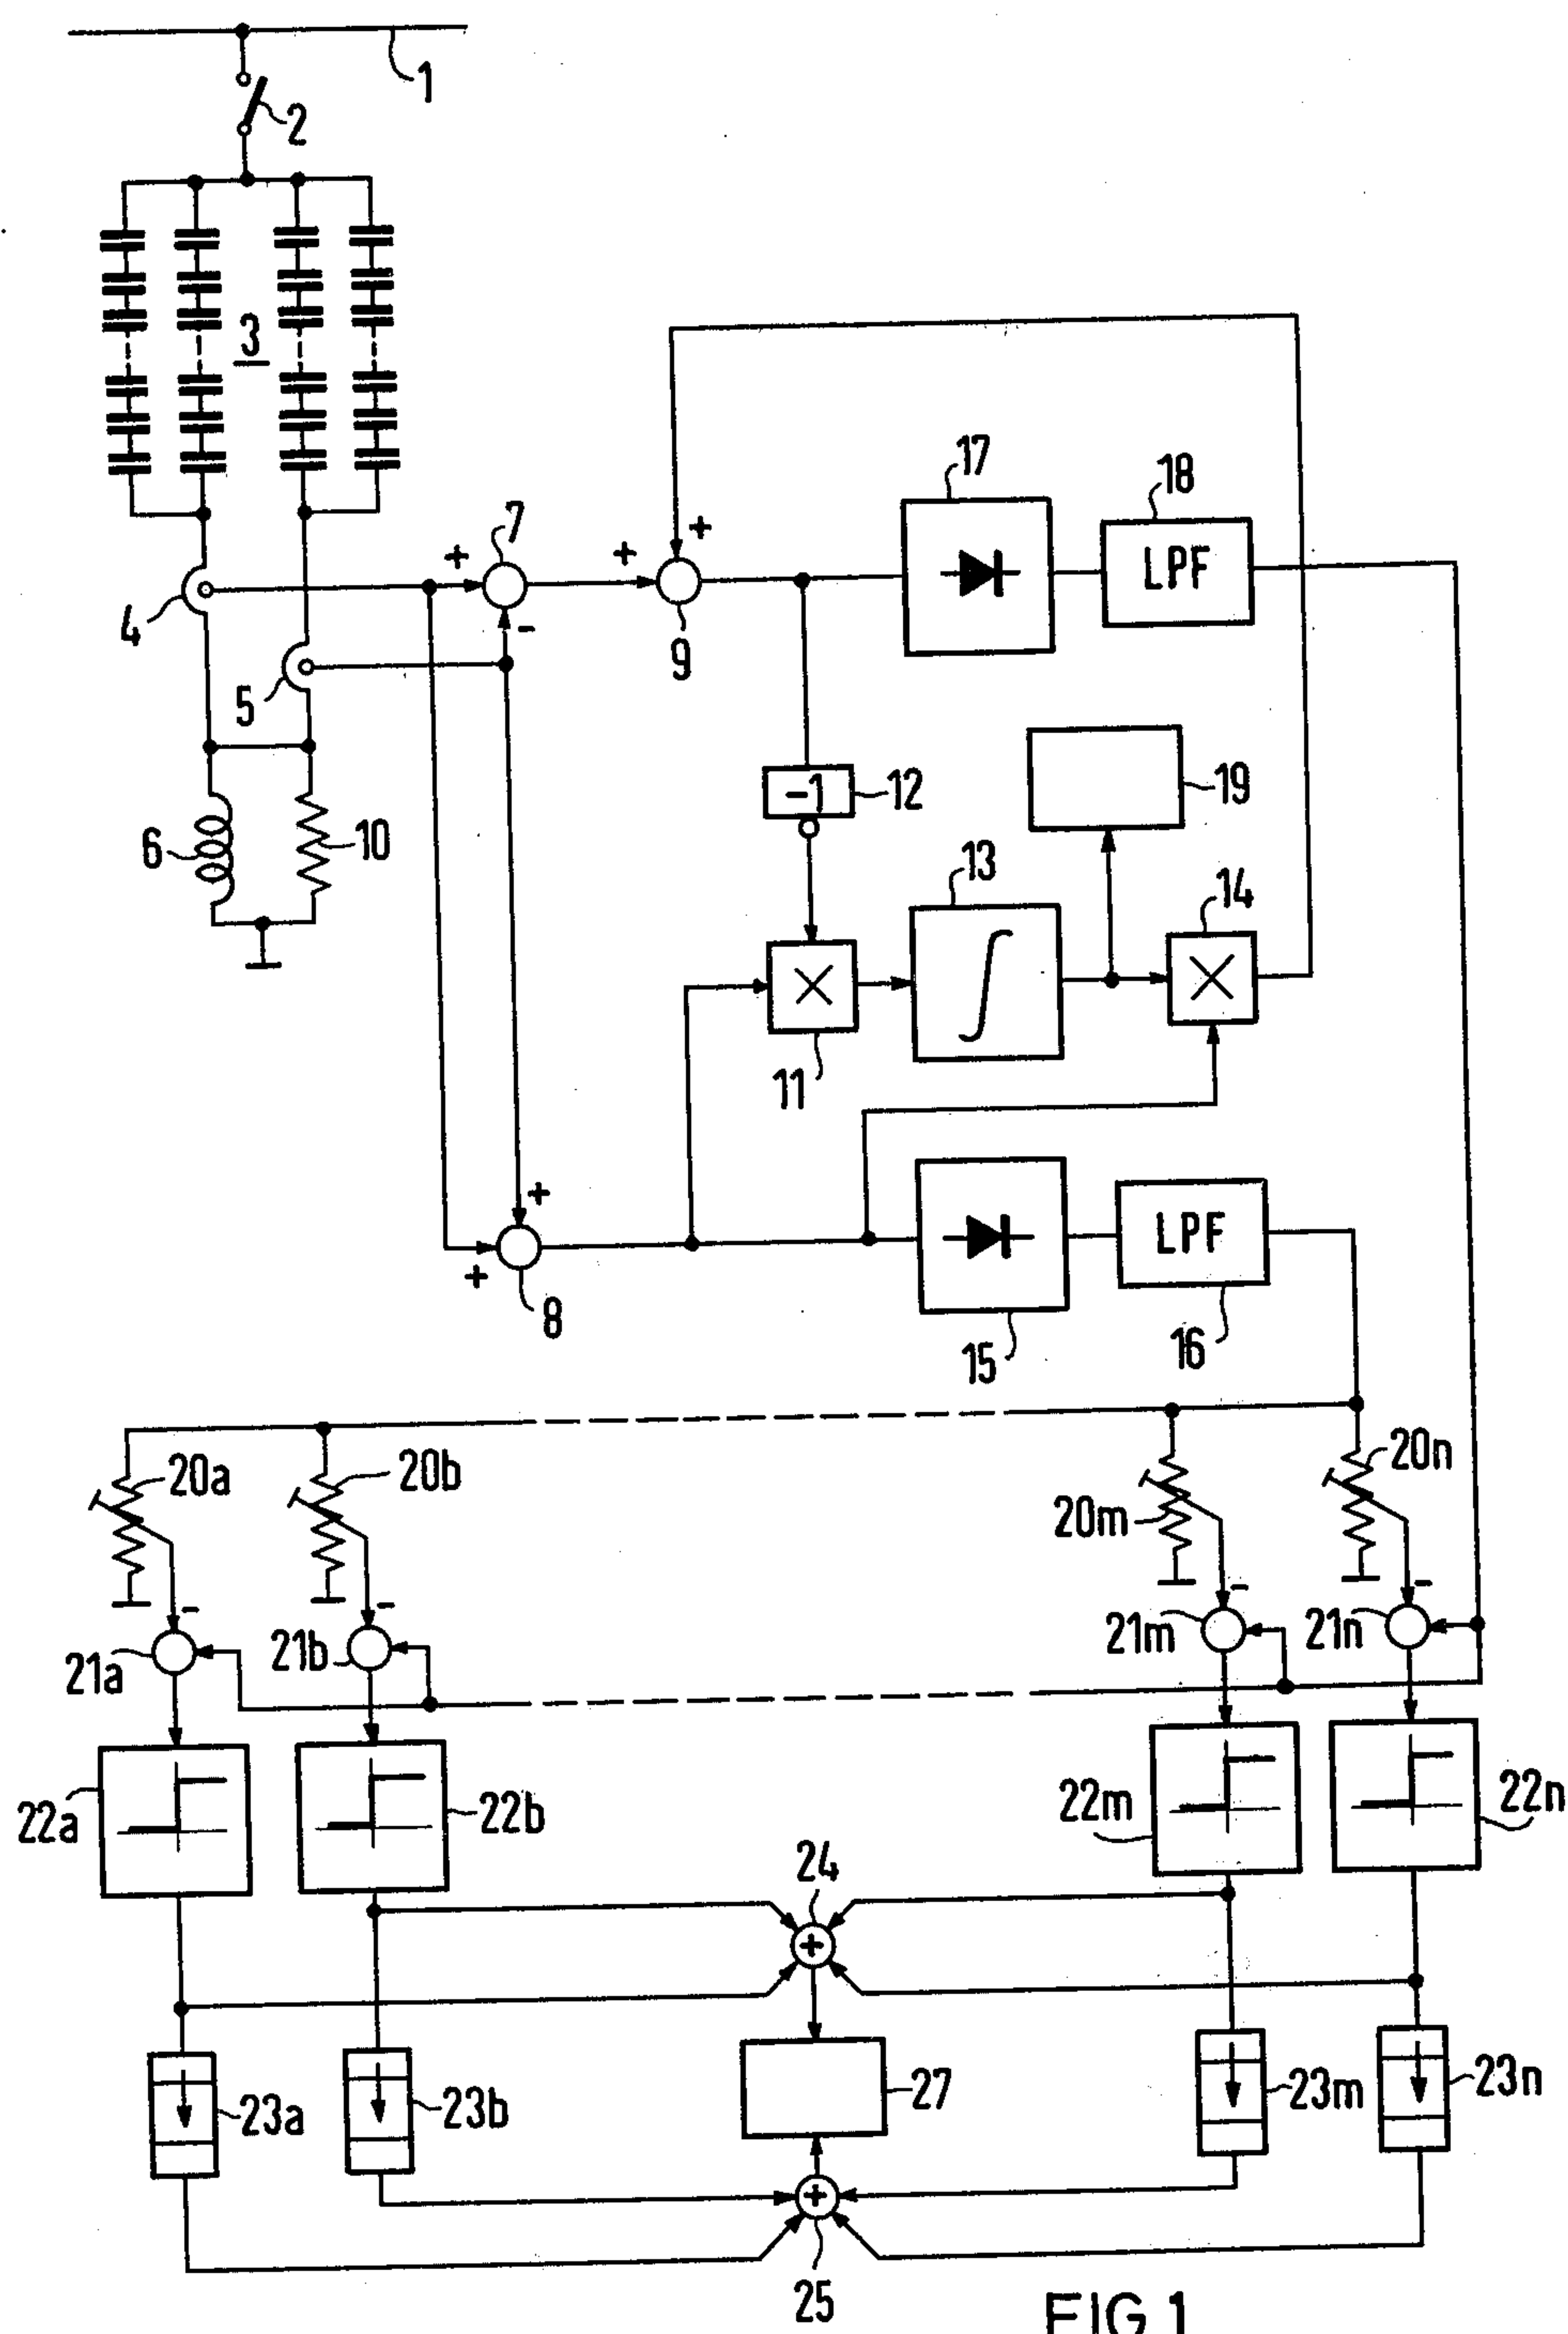 1
2
3
4
5
6
10
7
+
-
+
+
9
17
18
LPF
19
-1
12
13
14
11
+
+
8
LPF
15
16
20a
20b
20m
20n
-
-
-
-
21a
21b
21m
21n
22a
22b
22m
22n
24
+
23a
23b
27
23m
23n
+
25
FIG.1